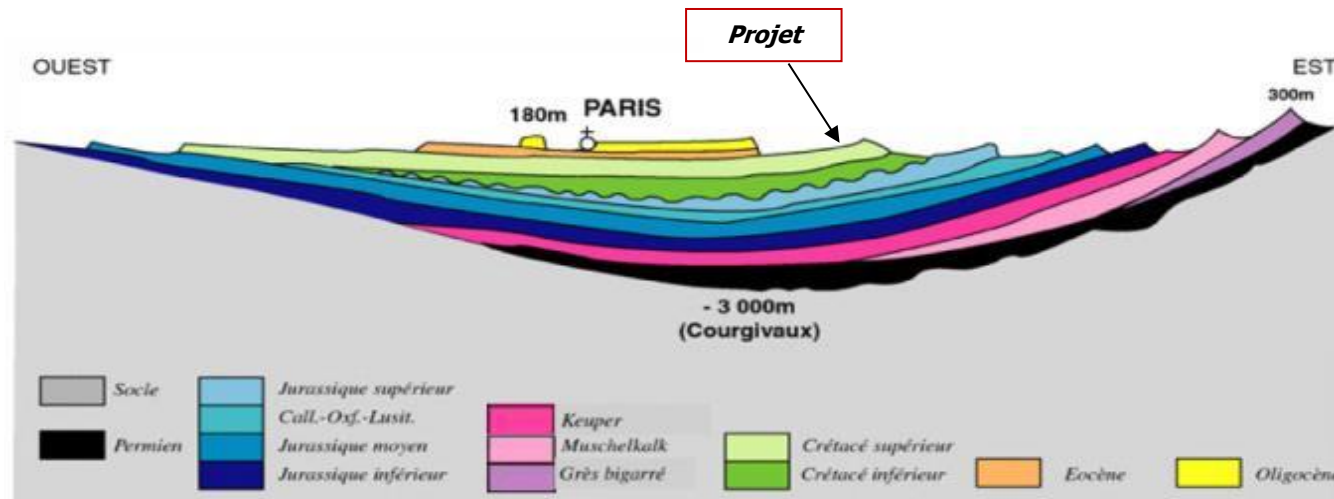 Projet
OUEST
EST
300m
180m
PARIS
- 3 000m
(Courgivaux)
Socle
Permien
Jurassique supérieur
Call.-Oxf.-Lusit.
Jurassique moyen
Jurassique inférieur
Keuper
Muschelkalk
Grès bigarré
Crétacé supérieur
Crétacé inférieur
Eocène
Oligocène